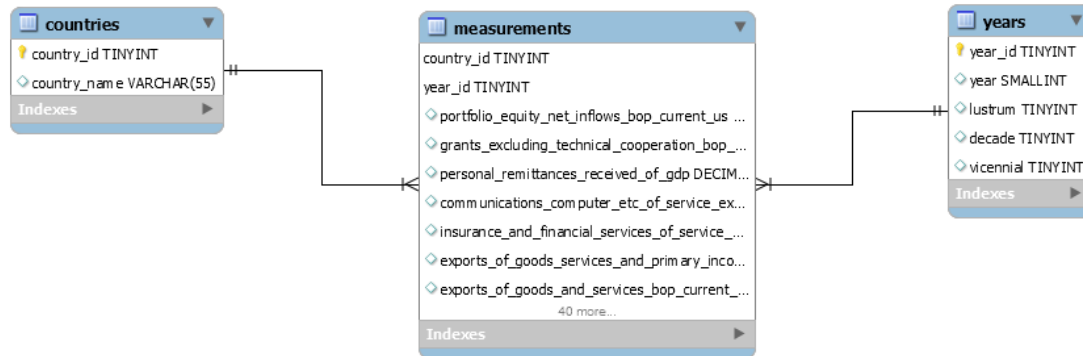 countries
country_id TINYINT
country_name VARCHAR(55)
Indexes
measurements
country_id TINYINT
year_id TINYINT
portfolio_equity_net_inflows_bop_current_us ...
grants_excluding_technical_cooperation_bop_...
personal_remittances_received_of_gdp DECIM...
communications_computer_etc_of_service_ex...
insurance_and_financial_services_of_service_...
exports_of_goods_services_and_primary_inco...
exports_of_goods_and_services_bop_current_...
40 more...
Indexes
years
year_id TINYINT
year SMALLINT
lustrum TINYINT
decade TINYINT
vicennial TINYINT
Indexes